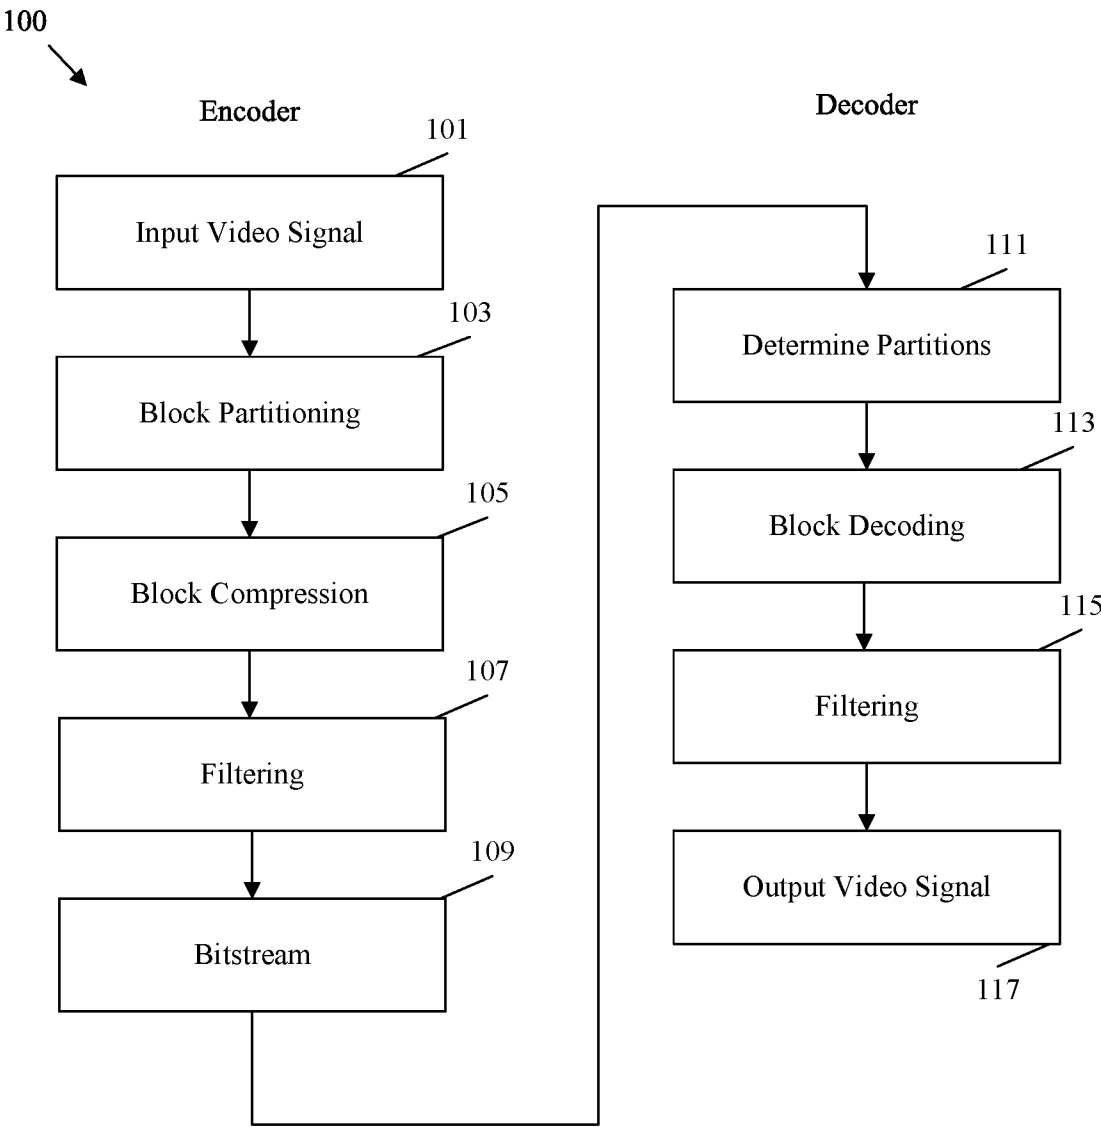 100
Encoder
101
Input Video Signal
103
Block Partitioning
105
Block Compression
107
Filtering
109
Bitstream
Decoder
111
Determine Partitions
113
Block Decoding
115
Filtering
Output Video Signal
117